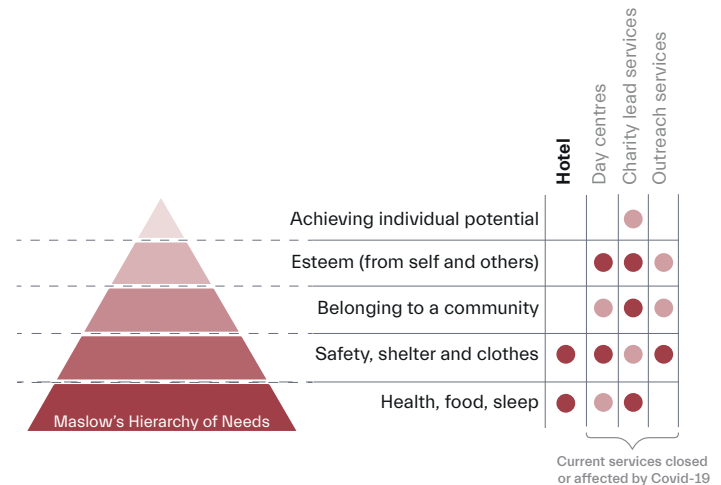 Hotel
Day centres
Charity lead services
Outreach services
Achieving individual potential
Esteem (from self and others)
Belonging to a community
Safety, shelter and clothes
Health, food, sleep
Maslow's Hierarchy of Needs
Current services closed
or affected by Covid-19